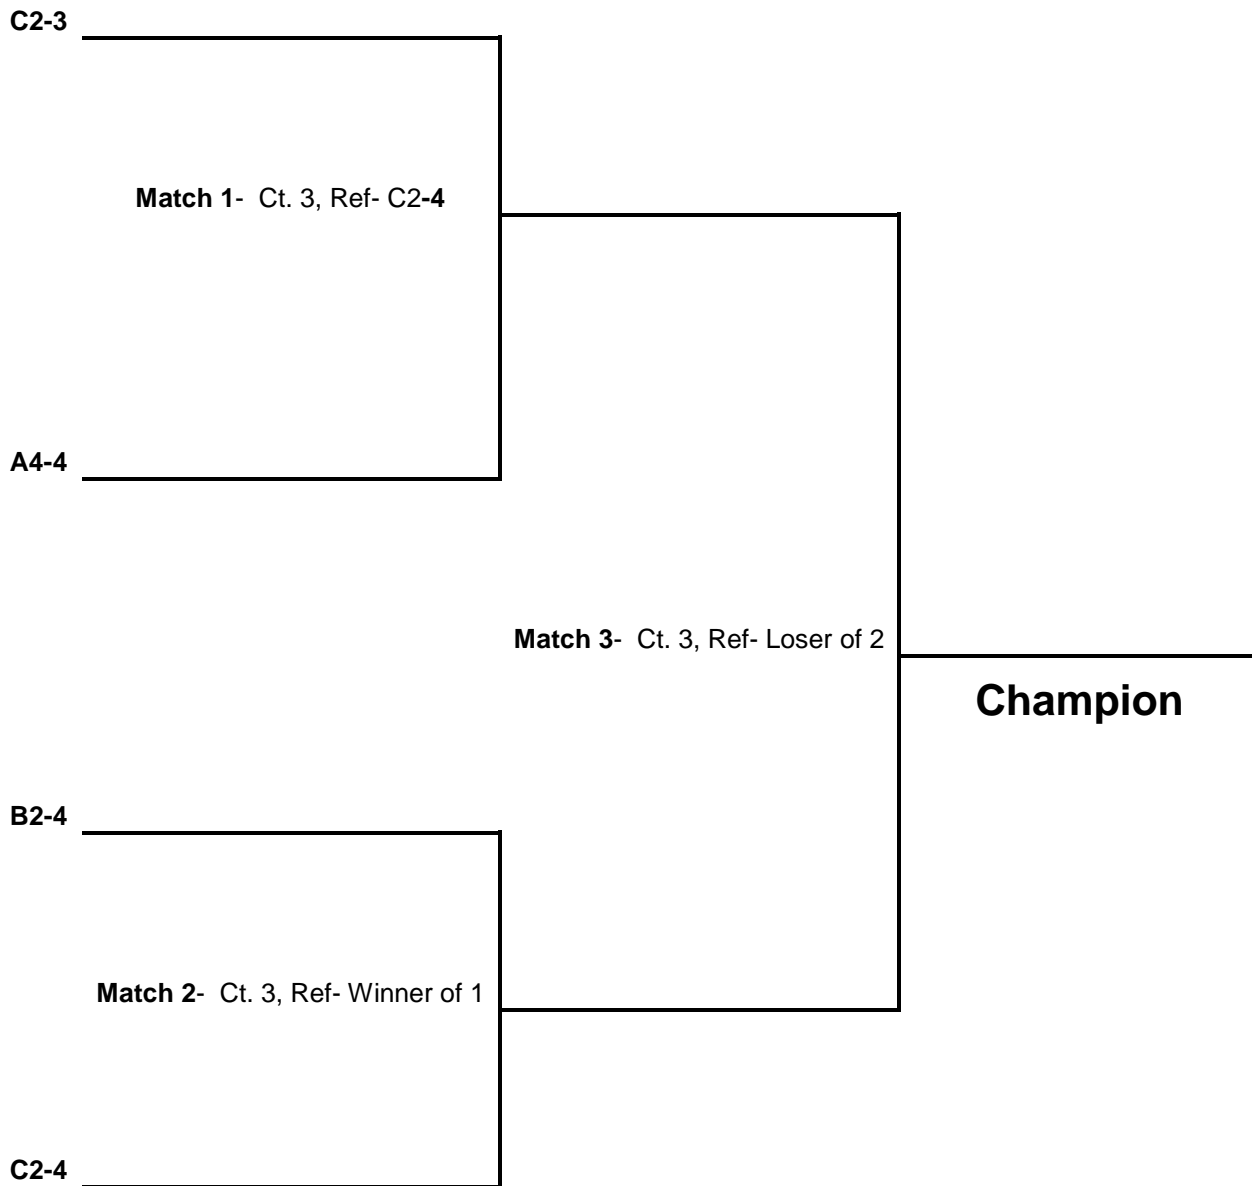 C2-3
Match 1-  Ct. 3, Ref- C2-4
A4-4
Match 3-  Ct. 3, Ref- Loser of 2
Champion
B2-4
Match 2-  Ct. 3, Ref- Winner of 1
C2-4